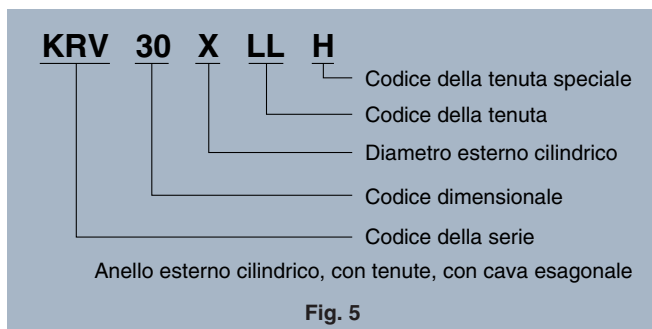 KRV 30 X LL H
Codice della tenuta speciale
Codice della tenuta
Diametro esterno cilindrico
Codice dimensionale
Codice della serie
Anello esterno cilindrico, con tenute, con cava esagonale
Fig. 5